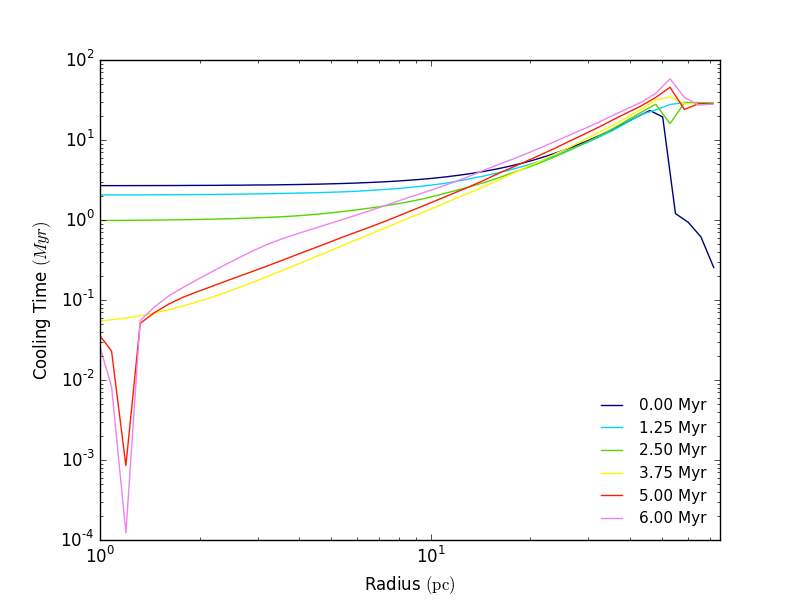 10^2
10^1
10^0
10^-1
10^-2
10^-3
10^-4
Cooling Time (Myr)
0.00 Myr
1.25 Myr
2.50 Myr
3.75 Myr
5.00 Myr
6.00 Myr
10^0 10^1
Radius (pc)